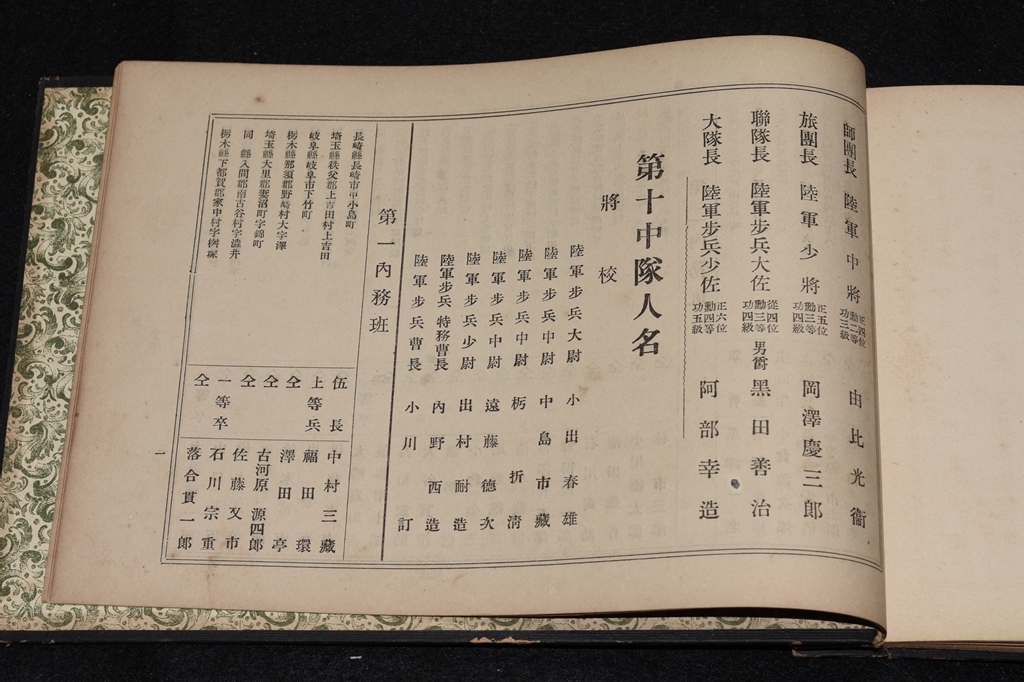 師團長 陸軍中將 正四位 勳二等 功三級 由比光衞
旅團長 陸軍少將 正五位 勳三等 功四級 岡澤慶三郎
聯隊長 陸軍步兵大佐 從四位 勳三等 功四級 男爵 黑田善治
大隊長 陸軍步兵少佐 正六位 勳四等 功五級 阿部幸造
第十中隊人名
將校
陸軍步兵大尉 小出春雄
陸軍步兵中尉 中島市藏
陸軍步兵中尉 栃折淸
陸軍步兵中尉 遠藤德次
陸軍步兵少尉 出村耐造
陸軍步兵特務曹長 內野酉造
陸軍步兵曹長 小川訂
第一內務班
長崎縣長崎市中小島町 伍長 中村三藏
埼玉縣秩父郡上吉田村上吉田 上等兵 福田環
岐阜縣岐阜市下竹町 仝 澤田亭
栃木縣那須郡野崎村大字澤 仝 古河原源四郎
埼玉縣大里郡妻沼町字錦町 仝 佐藤又市
同縣入間郡南古谷村字澁井 一等卒 石川宗重
栃木縣下都賀郡家中村字桝塚 仝 落合貫一郎
一